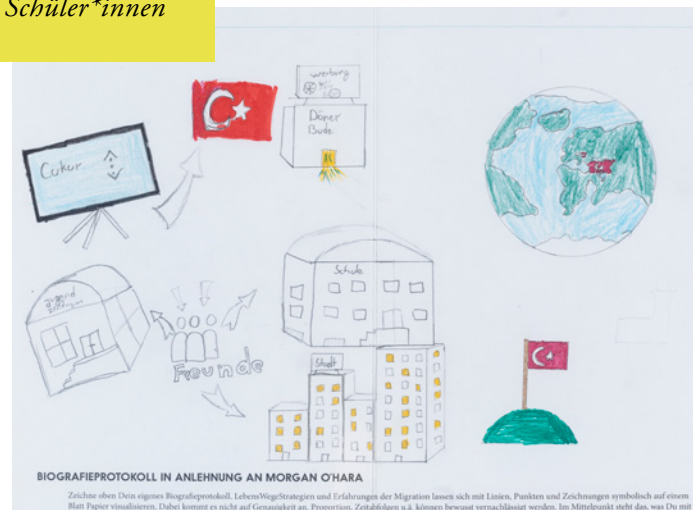 Schüler*innen
werbung
Döner
Bude
Cukur
Schule
Jugend
Freunde
Stadt
BIOGRAFIEPROTOKOLL IN ANLEHNUNG AN MORGAN O'HARA
Zeichne oben Dein eigenes Biografieprotokoll. LebensWegeStrategien und Erfahrungen der Migration lassen sich mit Linien, Punkten und Zeichnungen symbolisch auf einem
Blatt Papier visualisieren. Dabei kommt es nicht auf Genauigkeit an. Proportion, Zeitabfolgen u.ä. können bewusst vernachlässigt werden. Im Mittelpunkt steht das, was Du mit